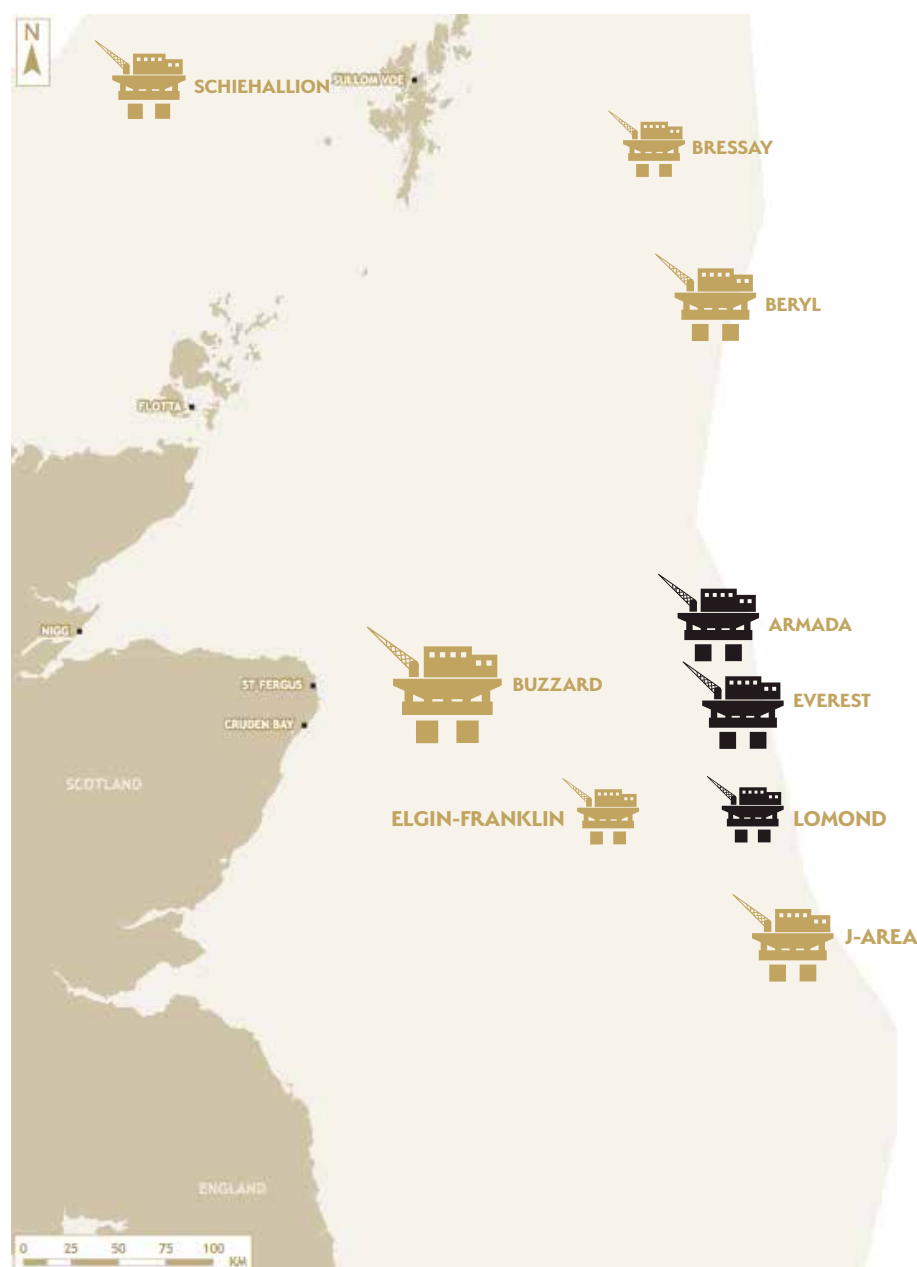 N
SCHIEHALLION
SULLOM VOE
BRESSAY
BERYL
FLOTTA
ARMADA
NIGG
ST FERGUS
BUZZARD
EVEREST
CRUDEN BAY
SCOTLAND
ELGIN-FRANKLIN
LOMOND
J-AREA
ENGLAND
0 25 50 75 100
KM